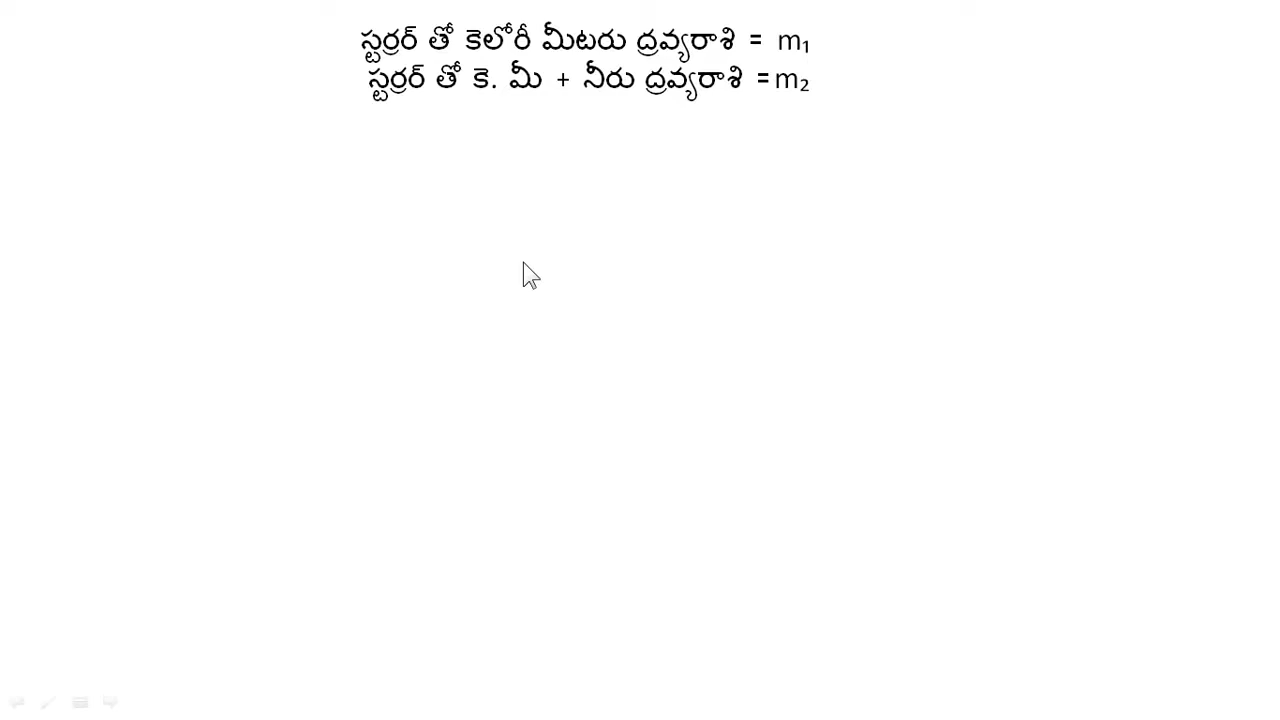 స్టర్రర్ తో కెలోరీ మీటరు ద్రవ్యరాశి = m₁
స్టర్రర్ తో కె. మీ + నీరు ద్రవ్యరాశి =m₂